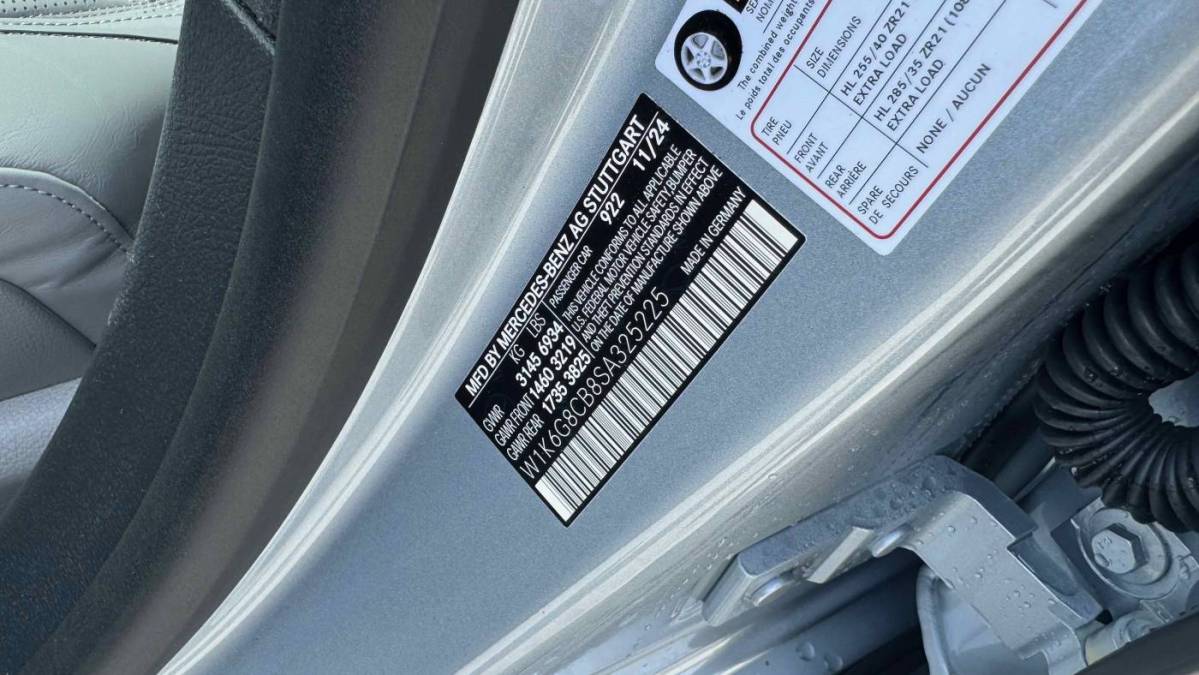 MFD BY MERCEDES-BENZ AG STUTTGART
KG LBS 922 11/24
GVWR 3145 6934 PASSENGER CAR
GAWR FRONT 1460 3219
GAWR REAR 1735 3825
THIS VEHICLE CONFORMS TO ALL APPLICABLE
U.S. FEDERAL MOTOR VEHICLE SAFETY, BUMPER
AND THEFT PREVENTION STANDARDS IN EFFECT
ON THE DATE OF MANUFACTURE SHOWN ABOVE
W1K6G8CB8SA325225 MADE IN GERMANY
The combined weight
Le poids total des occupants
TIRE SIZE
PNEU DIMENSIONS
FRONT HL 255/40 ZR21
AVANT EXTRA LOAD
REAR HL 285/35 ZR21 (108
ARRIÈRE EXTRA LOAD
SPARE NONE / AUCUN
DE SECOURS